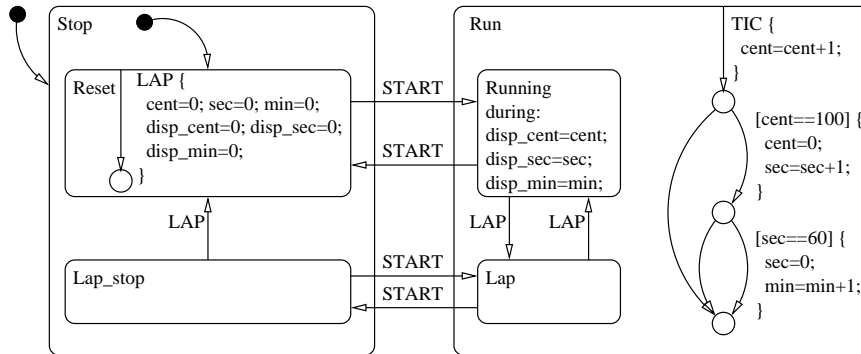 Stop
Reset
LAP {
cent=0; sec=0; min=0;
disp_cent=0; disp_sec=0;
disp_min=0;
}
LAP
Lap_stop
START
START
START
START
Run
Running
during:
disp_cent=cent;
disp_sec=sec;
disp_min=min;
LAP
LAP
Lap
TIC {
cent=cent+1;
}
[cent==100] {
cent=0;
sec=sec+1;
}
[sec==60] {
sec=0;
min=min+1;
}